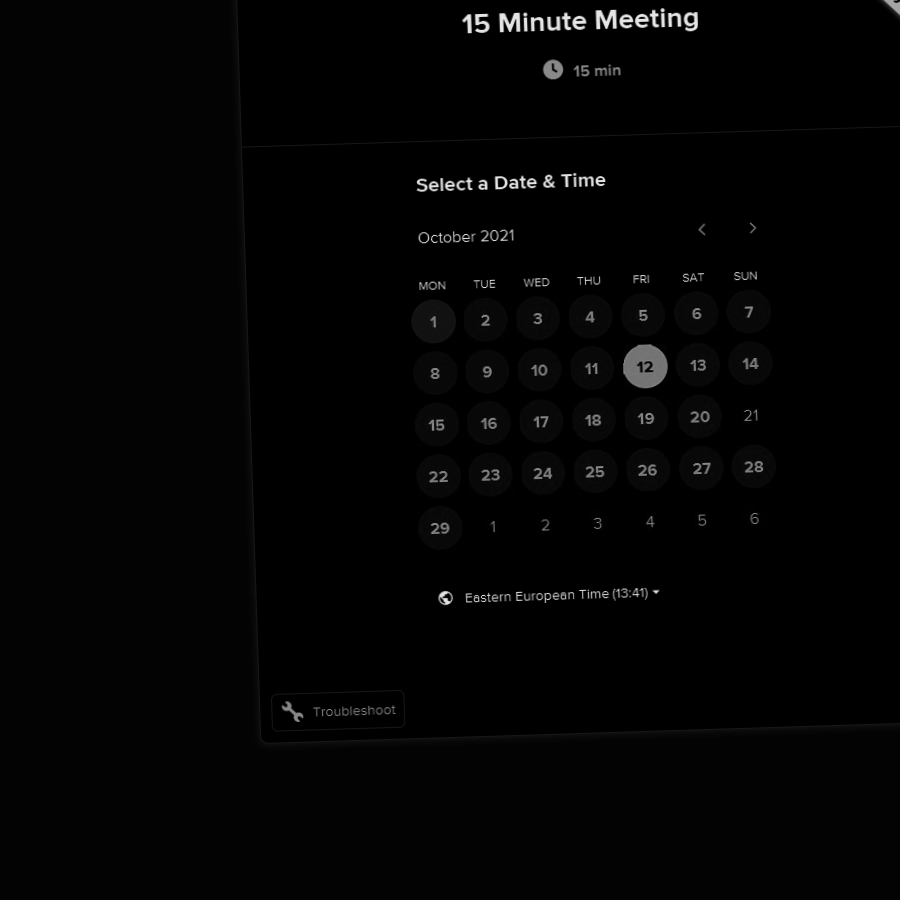 15 Minute Meeting
15 min
Select a Date & Time
October 2021
MON TUE WED THU FRI SAT SUN
1 2 3 4 5 6 7
8 9 10 11 12 13 14
15 16 17 18 19 20 21
22 23 24 25 26 27 28
29 1 2 3 4 5 6
Eastern European Time (13:41)
Troubleshoot